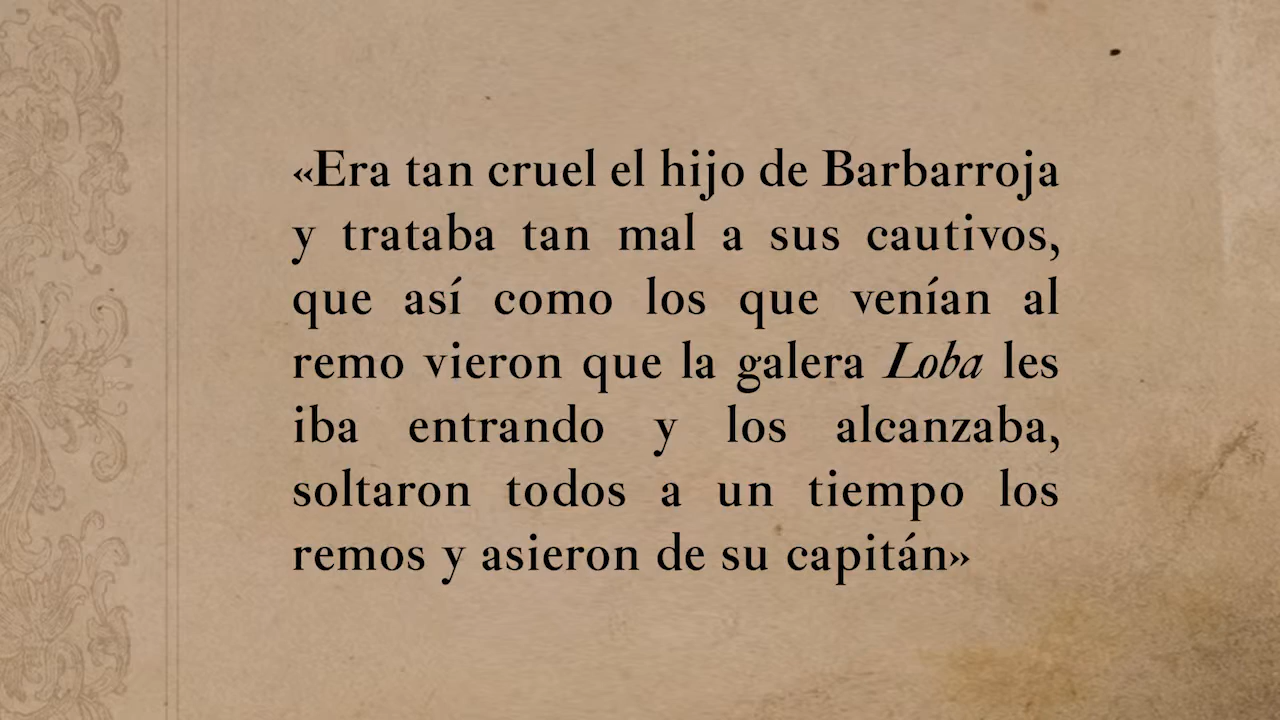 «Era tan cruel el hijo de Barbarroja
y trataba tan mal a sus cautivos,
que así como los que venían al
remo vieron que la galera Loba les
iba entrando y los alcanzaba,
soltaron todos a un tiempo los
remos y asieron de su capitán»